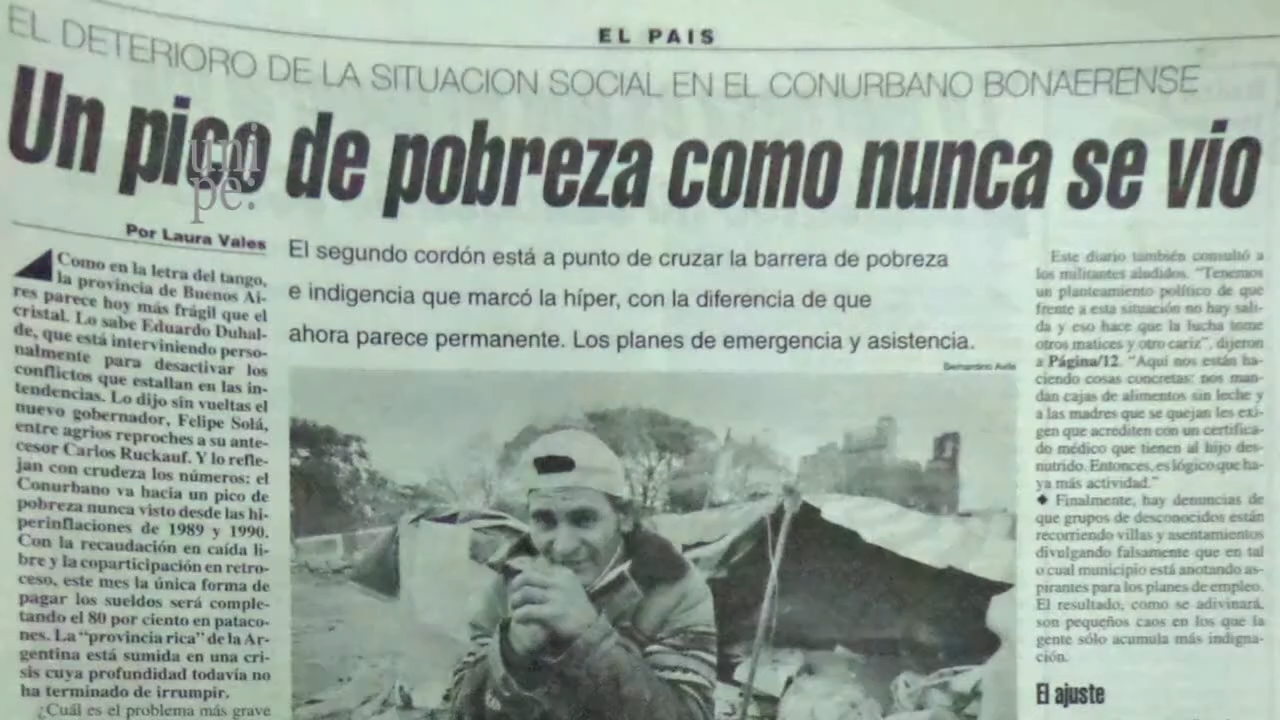 EL PAIS
EL DETERIORO DE LA SITUACION SOCIAL EN EL CONURBANO BONAERENSE
Un pico de pobreza como nunca se vio
uni
pe:
Por Laura Vales
Como en la letra del tango,
la provincia de Buenos Ai-
res parece hoy más frágil que el
cristal. Lo sabe Eduardo Duhal-
de, que está interviniendo perso-
nalmente para desactivar los
conflictos que estallan en las in-
tendencias. Lo dijo sin vueltas el
nuevo gobernador, Felipe Solá,
entre agrios reproches a su ante-
cesor Carlos Ruckauf. Y lo refle-
jan con crudeza los números: el
Conurbano va hacia un pico de
pobreza nunca visto desde las hi-
perinflaciones de 1989 y 1990.
Con la recaudación en caída li-
bre y la coparticipación en retro-
ceso, este mes la única forma de
pagar los sueldos será comple-
tando el 80 por ciento en pataco-
nes. La “provincia rica” de la Ar-
gentina está sumida en una cri-
sis cuya profundidad todavía no
ha terminado de irrumpir.
¿Cuál es el problema más grave
El segundo cordón está a punto de cruzar la barrera de pobreza
e indigencia que marcó la híper, con la diferencia de que
ahora parece permanente. Los planes de emergencia y asistencia.
Bernardino Avila
Este diario también consultó a
los militantes aludidos. “Tenemos
un planteamiento político de que
frente a esta situación no hay sali-
da y eso hace que la lucha tome
otros matices y otro cariz”, dijeron
a Página/12. “Aquí nos están ha-
ciendo cosas concretas: nos man-
dan cajas de alimentos sin leche y
a las madres que se quejan les exi-
gen que acrediten con un certifica-
do médico que tienen al hijo des-
nutrido. Entonces, es lógico que ha-
ya más actividad.”
◆ Finalmente, hay denuncias de
que grupos de desconocidos están
recorriendo villas y asentamientos
divulgando falsamente que en tal
o cual municipio está anotando as-
pirantes para los planes de empleo.
El resultado, como se adivinará,
son pequeños caos en los que la
gente sólo acumula más indigna-
ción.
El ajuste